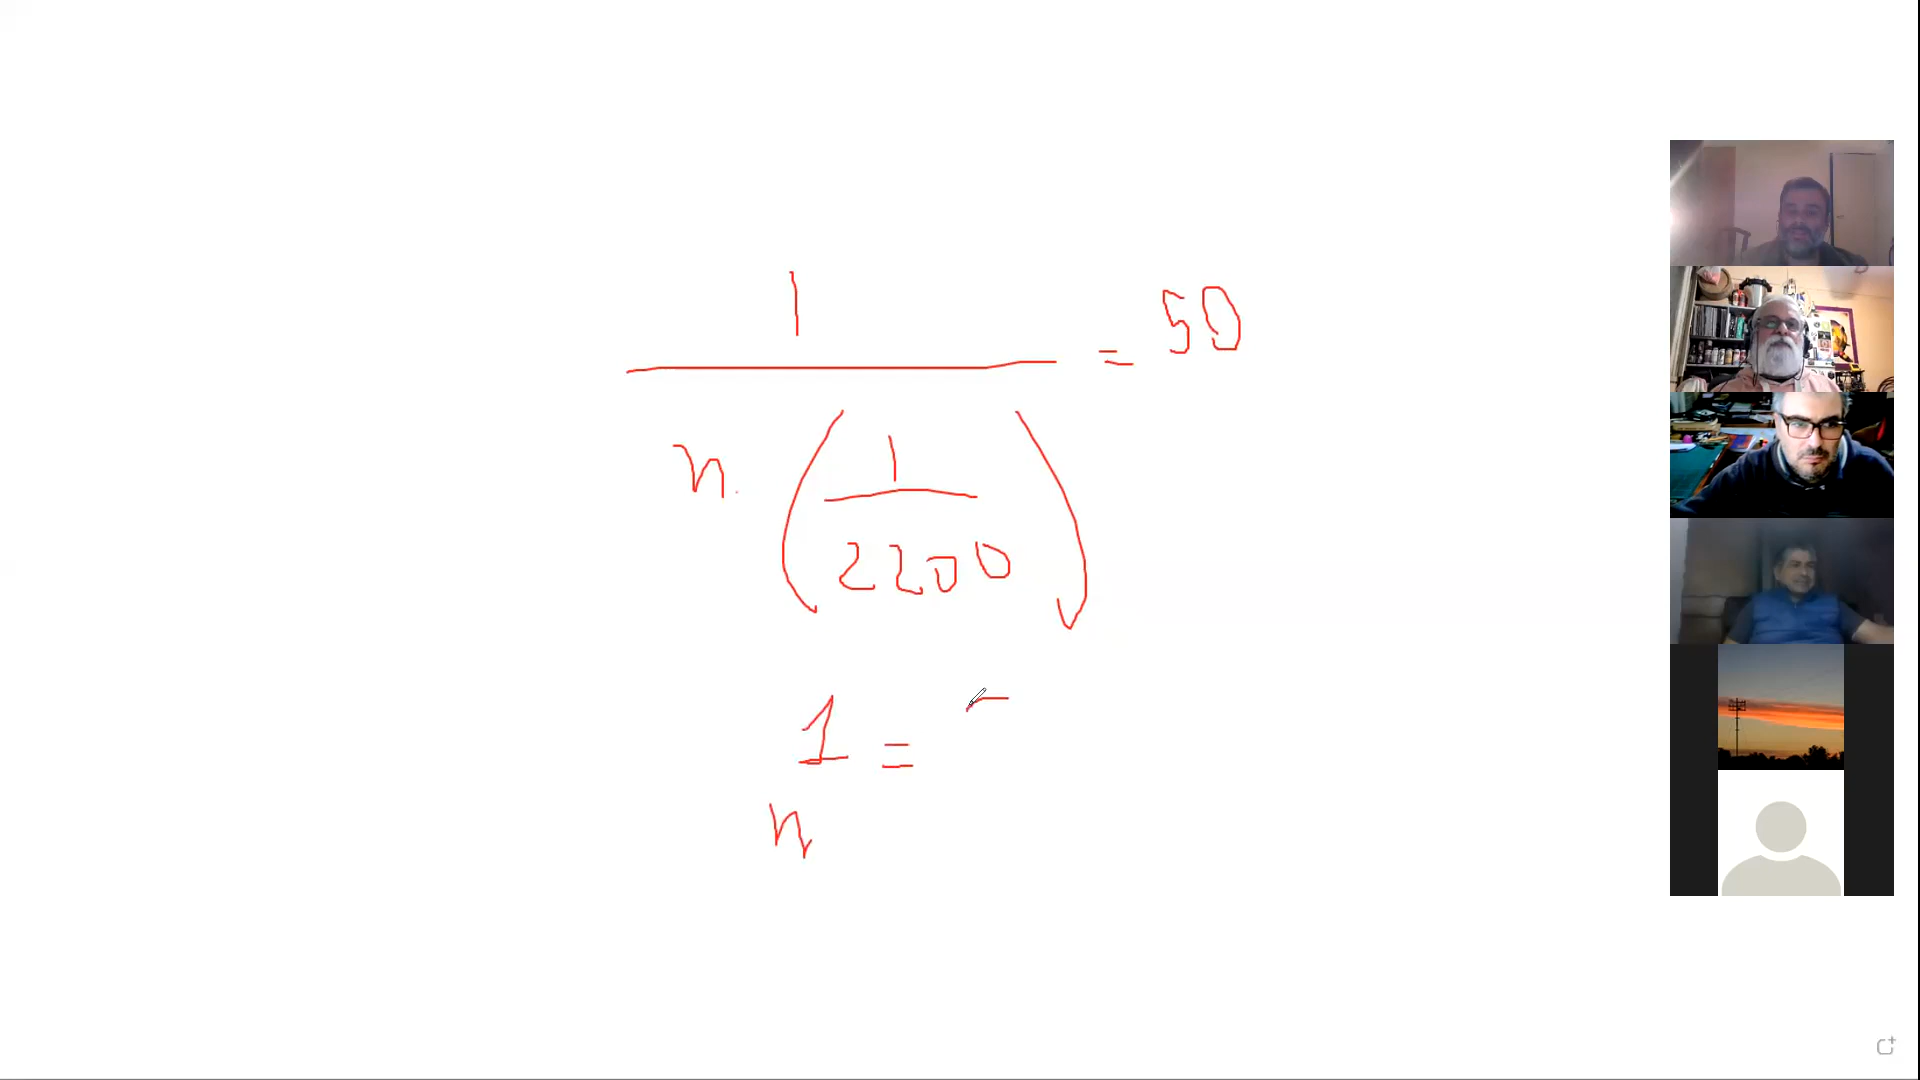 1
= 50
n. ( 1
2200 )
1 =
n